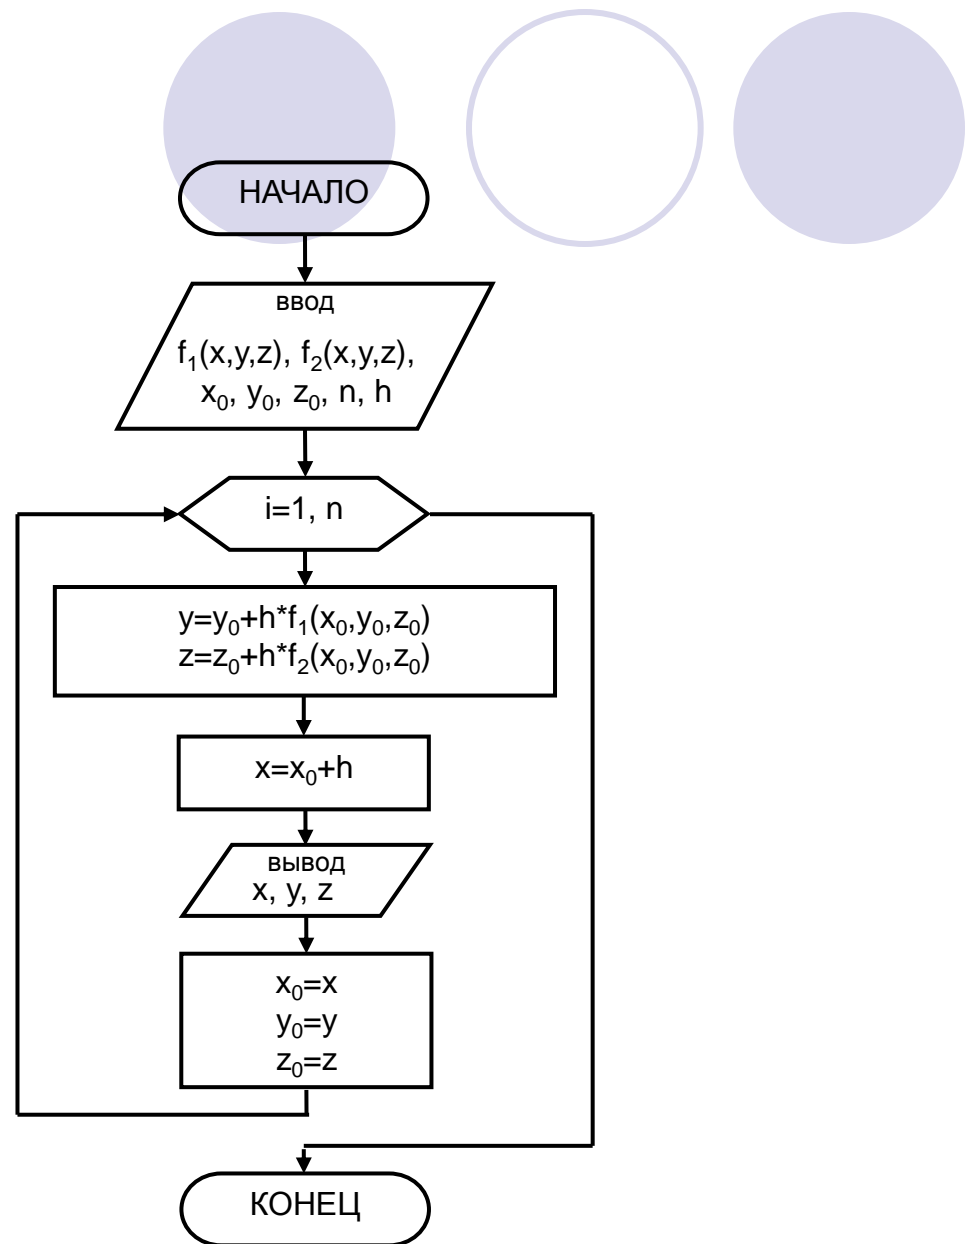 НАЧАЛО
ввод
f₁(x,y,z), f₂(x,y,z),
x₀, y₀, z₀, n, h
i=1, n
y=y₀+h*f₁(x₀,y₀,z₀)
z=z₀+h*f₂(x₀,y₀,z₀)
x=x₀+h
вывод
x, y, z
x₀=x
y₀=y
z₀=z
КОНЕЦ